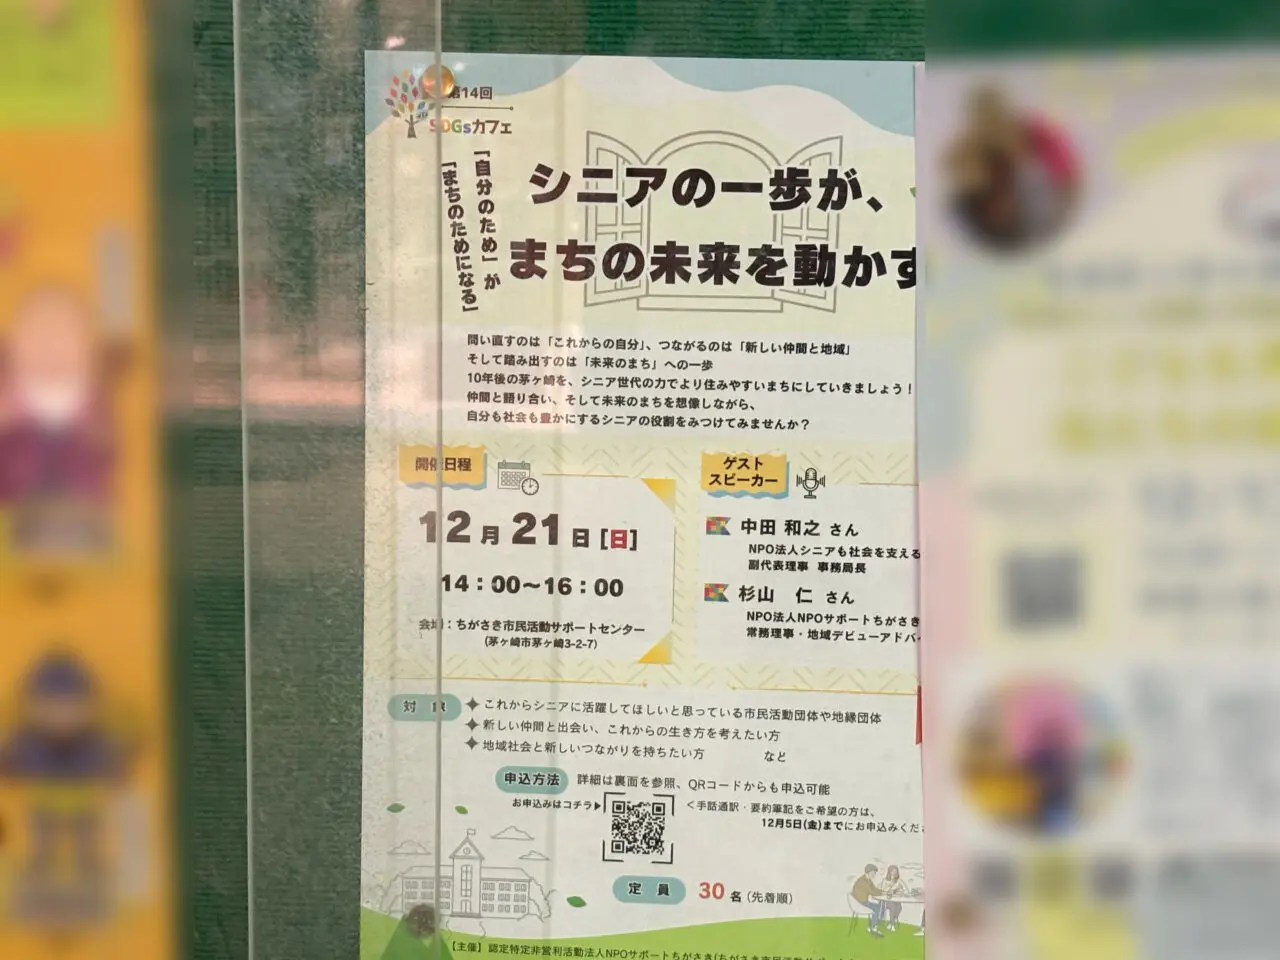 第14回
SDGsカフェ
「自分のため」が
「まちのためになる」
シニアの一歩が、
まちの未来を動かす
問い直すのは「これからの自分」、つながるのは「新しい仲間と地域」
そして踏み出すのは「未来のまち」への一歩
10年後の茅ヶ崎を、シニア世代の力でより住みやすいまちにしていきましょう！
仲間と語り合い、そして未来のまちを想像しながら、
自分も社会も豊かにするシニアの役割をみつけてみませんか？
開催日程
12月21日[日]
14：00〜16：00
会場：ちがさき市民活動サポートセンター
(茅ヶ崎市茅ヶ崎3-2-7)
ゲスト
スピーカー
中田 和之 さん
NPO法人シニアも社会を支える
副代表理事 事務局長
杉山 仁 さん
NPO法人NPOサポートちがさき
常務理事・地域デビューアドバ
対 象
これからシニアに活躍してほしいと思っている市民活動団体や地縁団体
新しい仲間と出会い、これからの生き方を考えたい方
地域社会と新しいつながりを持ちたい方 など
申込方法 詳細は裏面を参照、QRコードからも申込可能
お申込みはコチラ▶
＜手話通訳・要約筆記をご希望の方は、
12月5日(金)までにお申込みくだ
定 員 30名(先着順)
【主催】認定特定非営利活動法人NPOサポートちがさき(ちがさき市民活動サポ